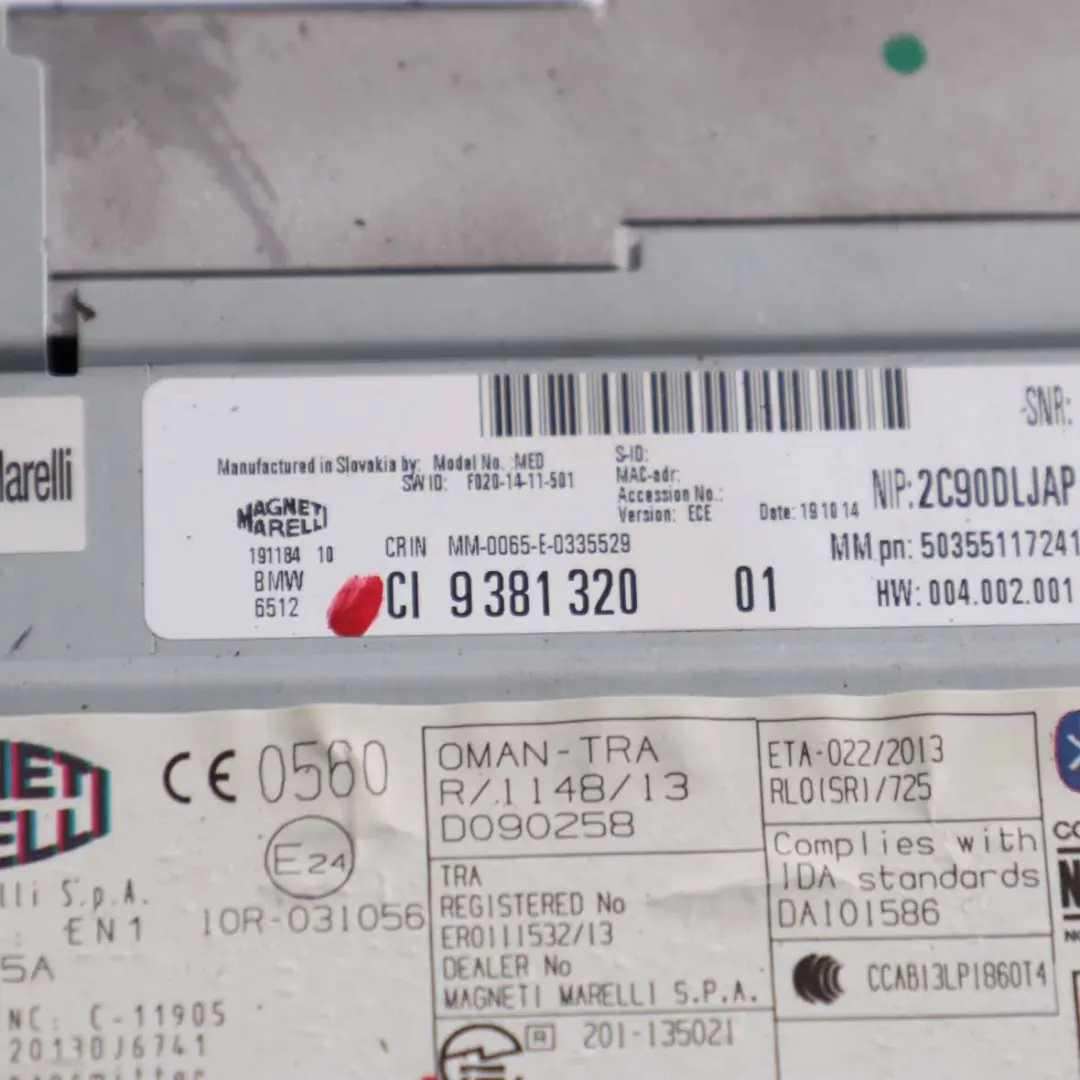 Marelli
Manufactured in Slovakia by: Model No. :MED
SW ID: F020-14-11-501
MAGNETI
MARELLI
191184 10
BMW
6512
CRIN MM-0065-E-0335529
CI 9 381 320 01
S-ID:
MAC-adr:
Accession No.:
Version: ECE
Date: 19 10 14
SNR:
NIP: 2C90DLJAP
MM pn: 50355117241
HW: 004.002.001
CE 0560
E24
10R-031056
S.p.A.
EN1
5A
C-11905
2013DJ6741
OMAN-TRA
R/1148/13
D090258
TRA
REGISTERED No
ER0111532/13
DEALER No
MAGNETI MARELLI S.P.A.
R 201-135021
ETA-022/2013
RLO(SR)/725
Complies with
IDA standards
DA101586
CCAB13LP1860T4